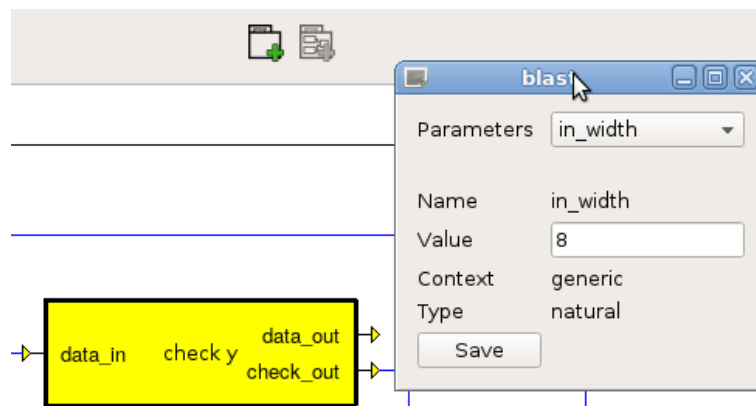 blast
Parameters in_width
Name in_width
Value 8
Context generic
Type natural
Save
data_in check y data_out
check_out